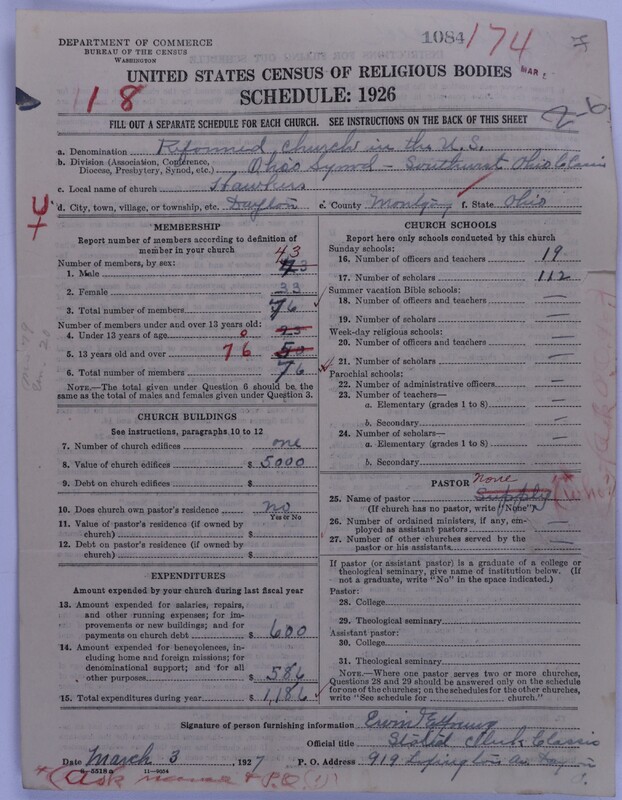 DEPARTMENT OF COMMERCE
BUREAU OF THE CENSUS
WASHINGTON
1084 174
MAR
UNITED STATES CENSUS OF RELIGIOUS BODIES
118
SCHEDULE: 1926
2-6
FILL OUT A SEPARATE SCHEDULE FOR EACH CHURCH. SEE INSTRUCTIONS ON THE BACK OF THIS SHEET
a. Denomination Reformed Church in the U.S.
b. Division (Association, Conference, Diocese, Presbytery, Synod, etc.) Ohio Synod - Southwest Ohio Classis
c. Local name of church Hawkins
d. City, town, village, or township, etc. Dayton e. County Montgy f. State Ohio
MEMBERSHIP
Report number of members according to definition of member in your church
Number of members, by sex:
43
1. Male
2. Female 33
3. Total number of members 76
Number of members under and over 13 years old:
4. Under 13 years of age 0
5. 13 years old and over 76 50
6. Total number of members 76
NOTE.—The total given under Question 6 should be the same as the total of males and females given under Question 3.
CHURCH BUILDINGS
See instructions, paragraphs 10 to 12
7. Number of church edifices one
8. Value of church edifices $ 5000
9. Debt on church edifices $
10. Does church own pastor's residence no
Yes or No
11. Value of pastor's residence (if owned by church) $
12. Debt on pastor's residence (if owned by church) $
EXPENDITURES
Amount expended by your church during last fiscal year
13. Amount expended for salaries, repairs, and other running expenses; for improvements or new buildings; and for payments on church debt $ 600
14. Amount expended for benevolences, including home and foreign missions; for denominational support; and for all other purposes $ 586
15. Total expenditures during year $ 1,186
CHURCH SCHOOLS
Report here only schools conducted by this church
Sunday schools:
16. Number of officers and teachers 19
17. Number of scholars 112
Summer vacation Bible schools:
18. Number of officers and teachers —
19. Number of scholars —
Week-day religious schools:
20. Number of officers and teachers —
21. Number of scholars —
Parochial schools:
22. Number of administrative officers —
23. Number of teachers—
a. Elementary (grades 1 to 8) —
b. Secondary —
24. Number of scholars—
a. Elementary (grades 1 to 8) —
b. Secondary —
PASTOR
none
25. Name of pastor Supply
(If church has no pastor, write "None")
26. Number of ordained ministers, if any, employed as assistant pastors —
27. Number of other churches served by the pastor or his assistants —
If pastor (or assistant pastor) is a graduate of a college or theological seminary, give name of institution below. (If not a graduate, write "No" in the space indicated.)
Pastor:
28. College
29. Theological seminary
Assistant pastor:
30. College
31. Theological seminary
NOTE.—Where one pastor serves two or more churches, Questions 28 and 29 should be answered only on the schedule for one of the churches; on the schedules for the other churches, write "See schedule for church."
Signature of person furnishing information
Official title Stated Clerk Classis
Date March 3, 1927 P. O. Address 919
8-5518a 11-9054